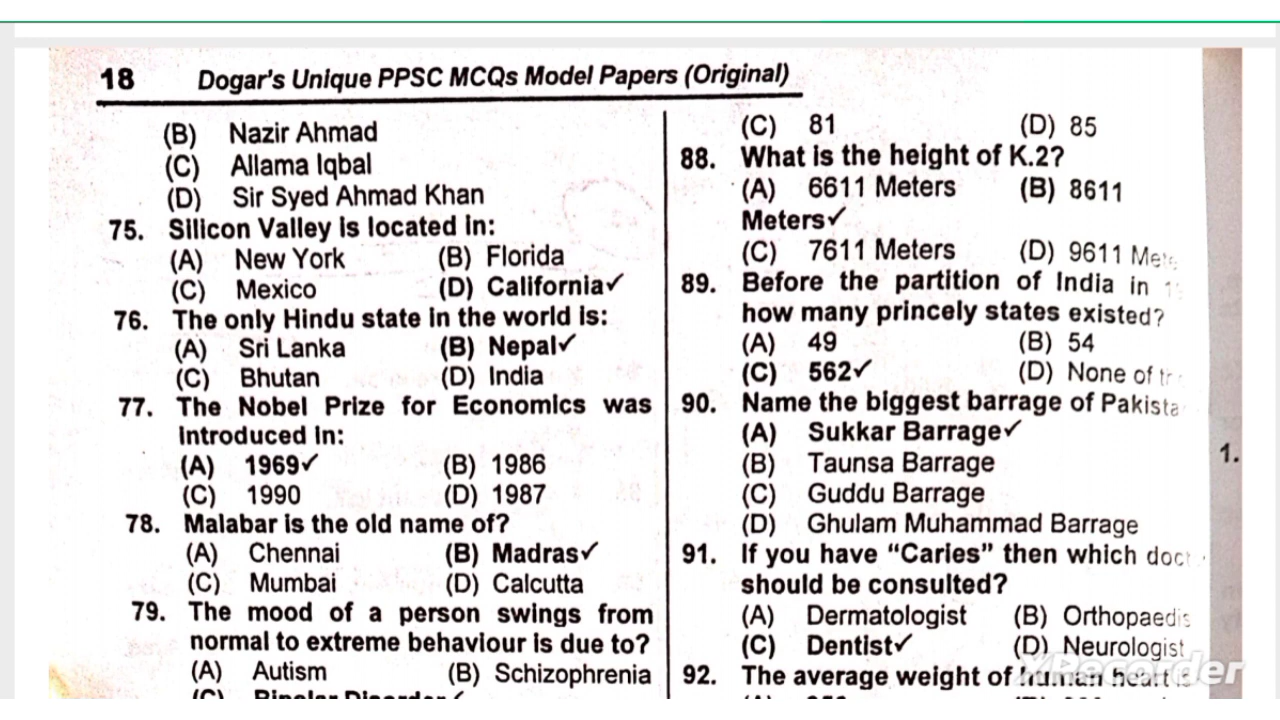 18 Dogar's Unique PPSC MCQs Model Papers (Original)
(B) Nazir Ahmad
(C) Allama Iqbal
(D) Sir Syed Ahmad Khan
75. Silicon Valley is located in:
(A) New York (B) Florida
(C) Mexico (D) California✓
76. The only Hindu state in the world is:
(A) Sri Lanka (B) Nepal✓
(C) Bhutan (D) India
77. The Nobel Prize for Economics was
introduced in:
(A) 1969✓ (B) 1986
(C) 1990 (D) 1987
78. Malabar is the old name of?
(A) Chennai (B) Madras✓
(C) Mumbai (D) Calcutta
79. The mood of a person swings from
normal to extreme behaviour is due to?
(A) Autism (B) Schizophrenia
(C) 81 (D) 85
88. What is the height of K.2?
(A) 6611 Meters (B) 8611
Meters✓
(C) 7611 Meters (D) 9611
89. Before the partition of India in
how many princely states existed?
(A) 49 (B) 54
(C) 562✓ (D) None of
90. Name the biggest barrage of
(A) Sukkar Barrage✓
(B) Taunsa Barrage
(C) Guddu Barrage
(D) Ghulam Muhammad Barrage
91. If you have "Caries" then which
should be consulted?
(A) Dermatologist (B)
(C) Dentist✓ (D) Neurologist
92. The average weight of human heart
1.
XRecorder